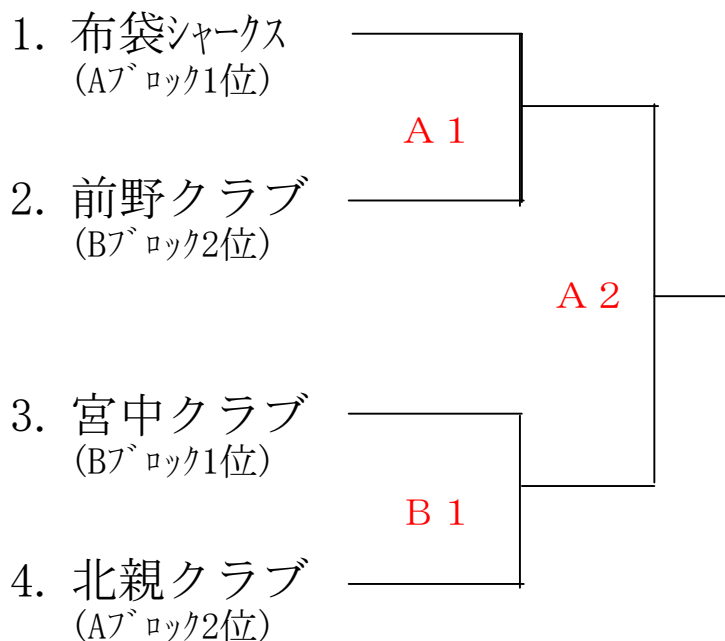 1. 布袋ｼｬｰｸｽ
(Aﾌﾞﾛｯｸ1位)
A 1
2. 前野クラブ
(Bﾌﾞﾛｯｸ2位)
A 2
3. 宮中クラブ
(Bﾌﾞﾛｯｸ1位)
B 1
4. 北親クラブ
(Aﾌﾞﾛｯｸ2位)